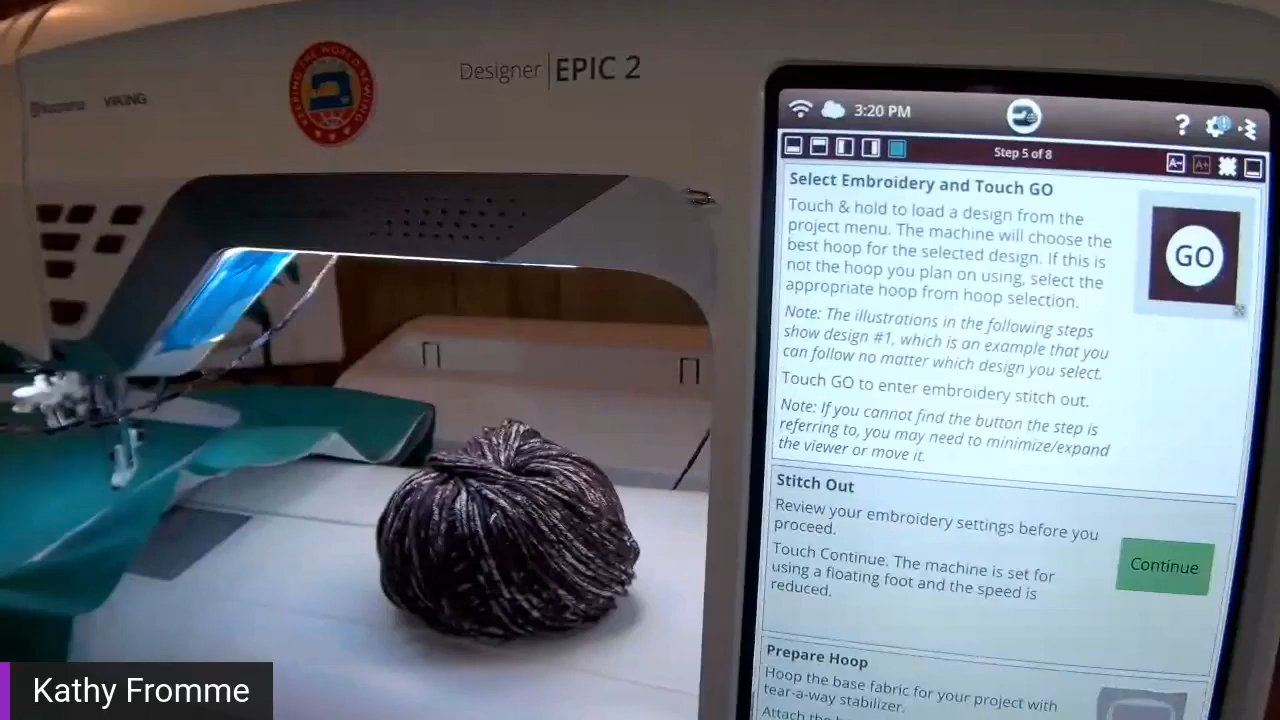 Designer | EPIC 2
KEEPING THE WORLD SEWING
Husqvarna VIKING
3:20 PM
?
Step 5 of 8
A- A+
Select Embroidery and Touch GO
Touch & hold to load a design from the
project menu. The machine will choose the
best hoop for the selected design. If this is
not the hoop you plan on using, select the
appropriate hoop from hoop selection.
GO
Note: The illustrations in the following steps
show design #1, which is an example that you
can follow no matter which design you select.
Touch GO to enter embroidery stitch out.
Note: If you cannot find the button the step is
referring to, you may need to minimize/expand
the viewer or move it.
Stitch Out
Review your embroidery settings before you
proceed.
Touch Continue. The machine is set for
using a floating foot and the speed is
reduced.
Continue
Prepare Hoop
Hoop the base fabric for your project with
tear-a-way stabilizer.
Attach the
Kathy Fromme